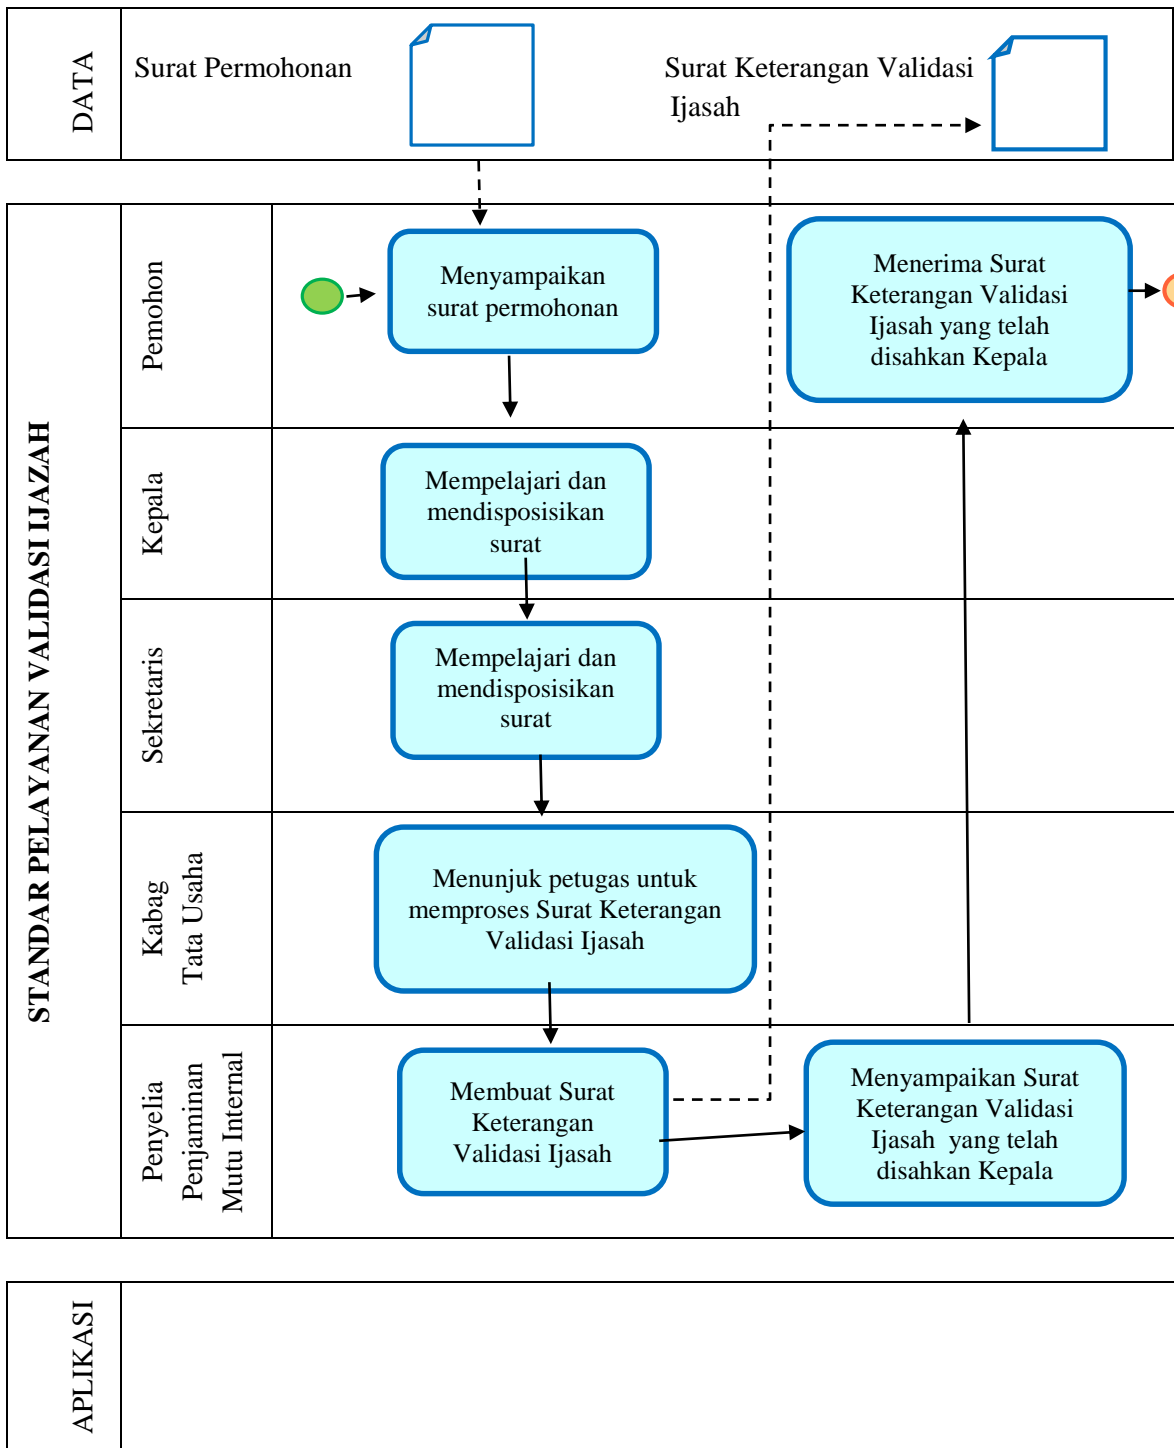 DATA
Surat Permohonan
Surat Keterangan Validasi
Ijasah
STANDAR PELAYANAN VALIDASI IJAZAH
Pemohon
Menyampaikan
surat permohonan
Menerima Surat
Keterangan Validasi
Ijasah yang telah
disahkan Kepala
Kepala
Mempelajari dan
mendisposisikan
surat
Sekretaris
Mempelajari dan
mendisposisikan
surat
Kabag
Tata Usaha
Menunjuk petugas untuk
memproses Surat Keterangan
Validasi Ijasah
Penyelia
Penjaminan
Mutu Internal
Membuat Surat
Keterangan
Validasi Ijasah
Menyampaikan Surat
Keterangan Validasi
Ijasah yang telah
disahkan Kepala
APLIKASI